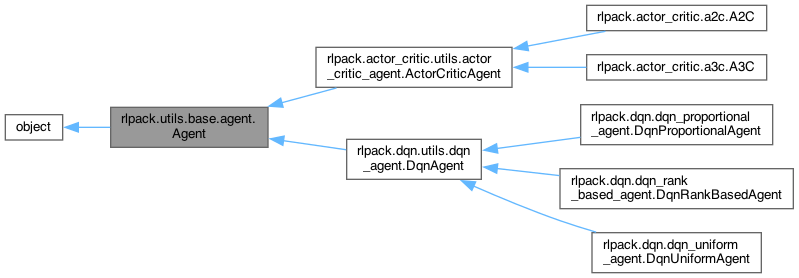 object
rlpack.utils.base.agent.
Agent
rlpack.actor_critic.utils.actor
_critic_agent.ActorCriticAgent
rlpack.actor_critic.a2c.A2C
rlpack.actor_critic.a3c.A3C
rlpack.dqn.utils.dqn
_agent.DqnAgent
rlpack.dqn.dqn_proportional
_agent.DqnProportionalAgent
rlpack.dqn.dqn_rank
_based_agent.DqnRankBasedAgent
rlpack.dqn.dqn_uniform
_agent.DqnUniformAgent